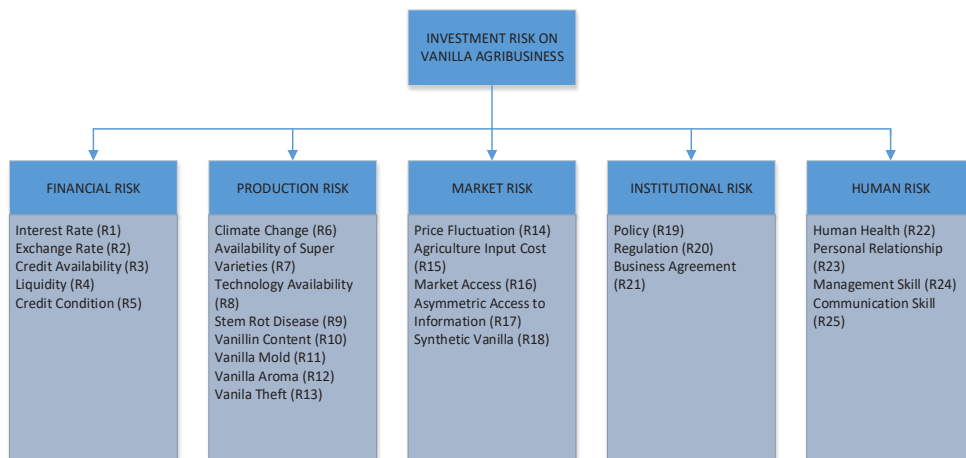 INVESTMENT RISK ON
VANILLA AGRIBUSINESS
FINANCIAL RISK
Interest Rate (R1)
Exchange Rate (R2)
Credit Availability (R3)
Liquidity (R4)
Credit Condition (R5)
PRODUCTION RISK
Climate Change (R6)
Availability of Super
Varieties (R7)
Technology Availability
(R8)
Stem Rot Disease (R9)
Vanillin Content (R10)
Vanilla Mold (R11)
Vanilla Aroma (R12)
Vanila Theft (R13)
MARKET RISK
Price Fluctuation (R14)
Agriculture Input Cost
(R15)
Market Access (R16)
Asymmetric Access to
Information (R17)
Synthetic Vanilla (R18)
INSTITUTIONAL RISK
Policy (R19)
Regulation (R20)
Business Agreement
(R21)
HUMAN RISK
Human Health (R22)
Personal Relationship
(R23)
Management Skill (R24)
Communication Skill
(R25)